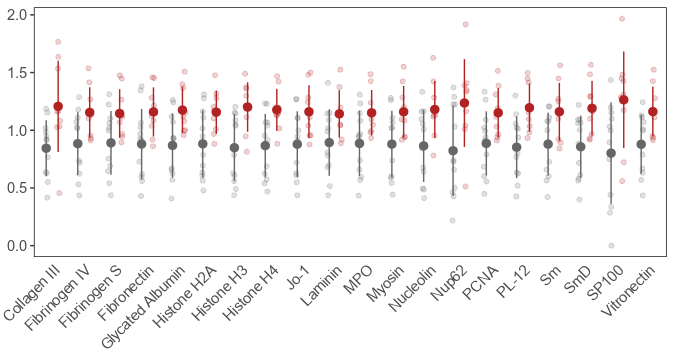 2.0
1.5
1.0
0.5
0.0
Collagen III
Fibrinogen IV
Fibrinogen S
Fibronectin
Glycated Albumin
Histone H2A
Histone H3
Histone H4
Jo-1
Laminin
MPO
Myosin
Nucleolin
Nup62
PCNA
PL-12
Sm
SmD
SP100
Vitronectin